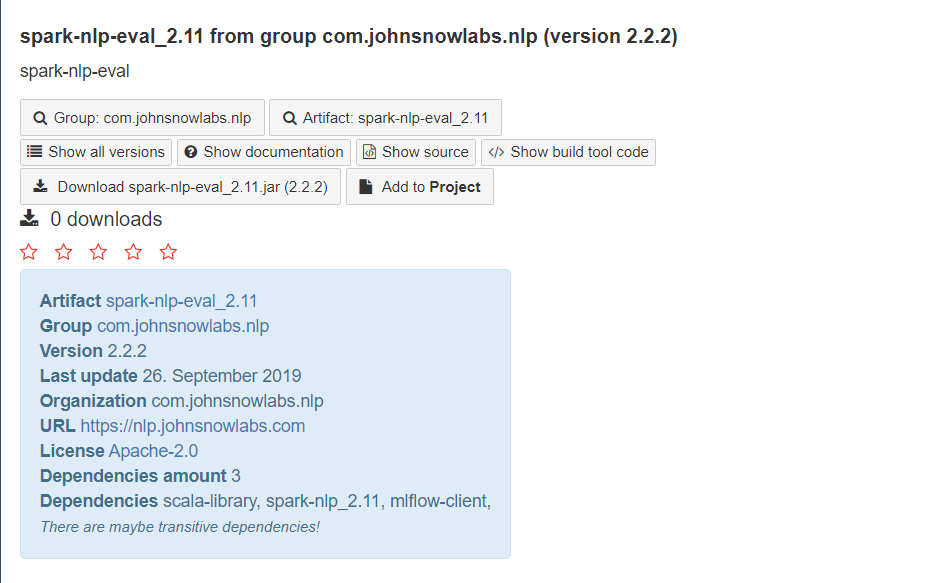 spark-nlp-eval_2.11 from group com.johnsnowlabs.nlp (version 2.2.2)
spark-nlp-eval
Group: com.johnsnowlabs.nlp Artifact: spark-nlp-eval_2.11
Show all versions Show documentation Show source </> Show build tool code
Download spark-nlp-eval_2.11.jar (2.2.2) Add to Project
0 downloads
Artifact spark-nlp-eval_2.11
Group com.johnsnowlabs.nlp
Version 2.2.2
Last update 26. September 2019
Organization com.johnsnowlabs.nlp
URL https://nlp.johnsnowlabs.com
License Apache-2.0
Dependencies amount 3
Dependencies scala-library, spark-nlp_2.11, mlflow-client,
There are maybe transitive dependencies!